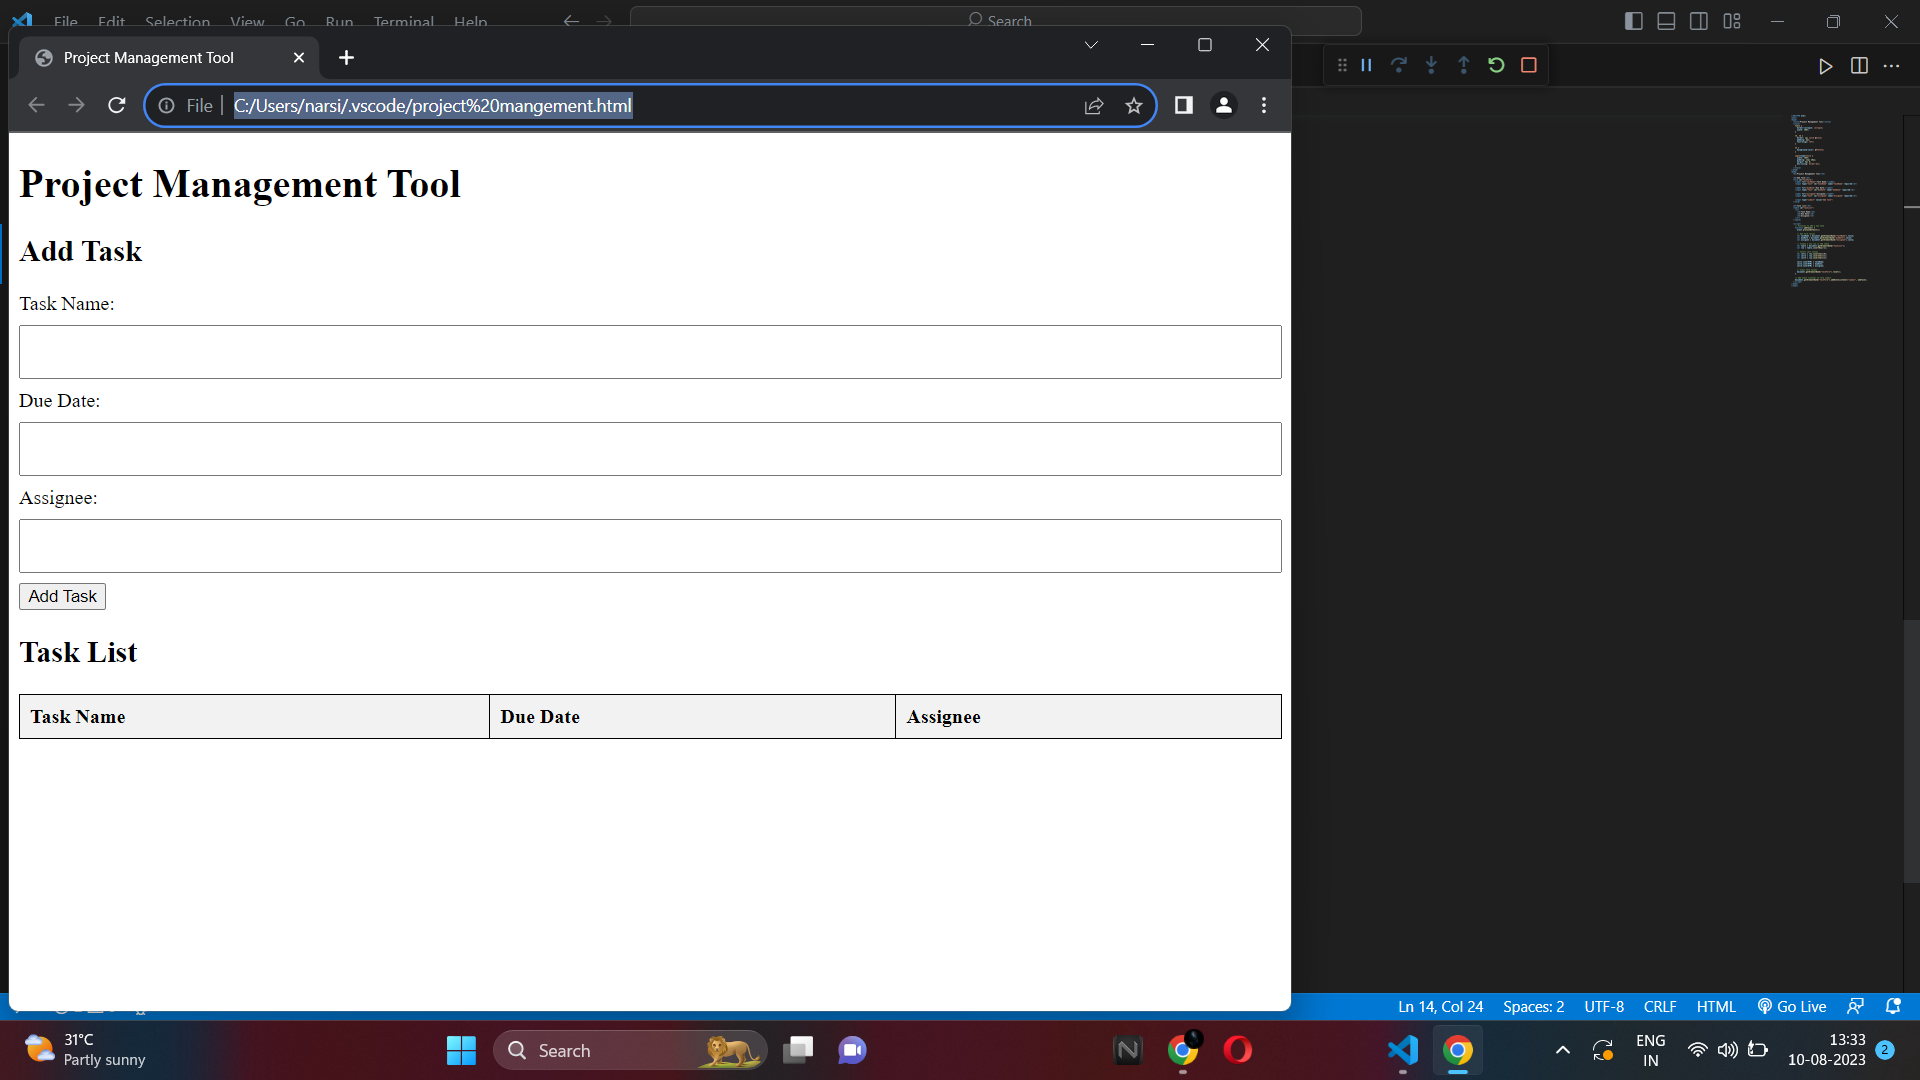 File Edit Selection View Go Run Terminal Help
Search
Project Management Tool
File C:/Users/narsi/.vscode/project%20mangement.html
Project Management Tool
Add Task
Task Name:
Due Date:
Assignee:
Add Task
Task List
Task Name Due Date Assignee
Ln 14, Col 24 Spaces: 2 UTF-8 CRLF HTML Go Live
31°C
Partly sunny
Search
ENG
IN
13:33
10-08-2023
2